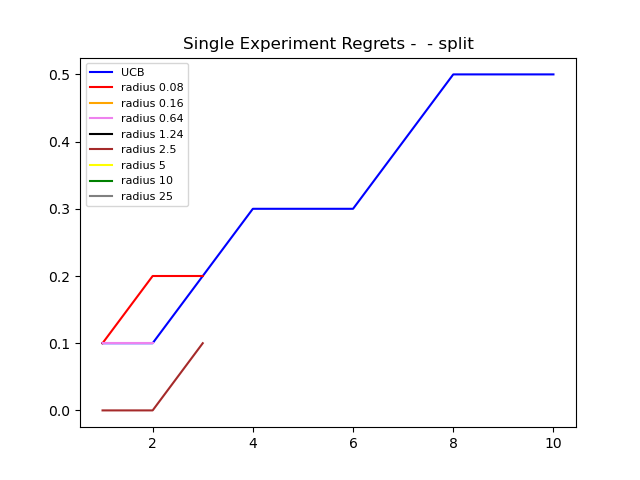 Single Experiment Regrets -  - split
UCB
radius 0.08
radius 0.16
radius 0.64
radius 1.24
radius 2.5
radius 5
radius 10
radius 25
0.5
0.4
0.3
0.2
0.1
0.0
2 4 6 8 10